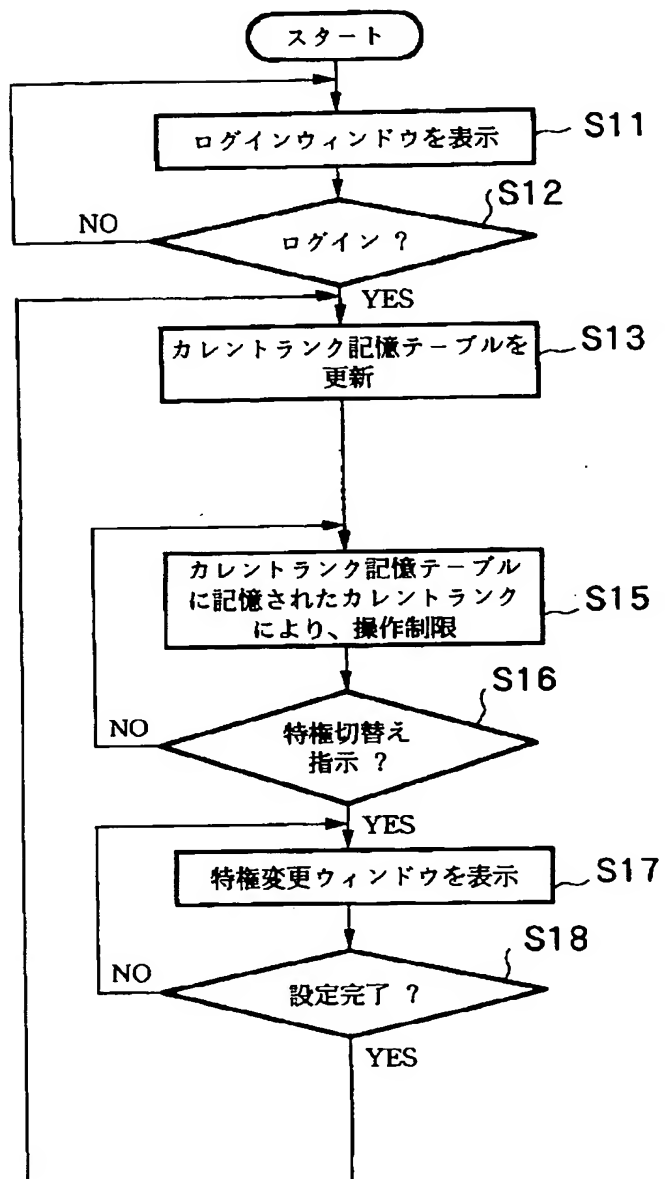 スタート
ログインウィンドウを表示
S11
S12
ログイン ?
NO
YES
カレントランク記憶テーブルを
更新
S13
カレントランク記憶テーブル
に記憶されたカレントランク
により、操作制限
S15
S16
NO
特権切替え
指示 ?
YES
特権変更ウィンドウを表示
S17
S18
NO
設定完了 ?
YES